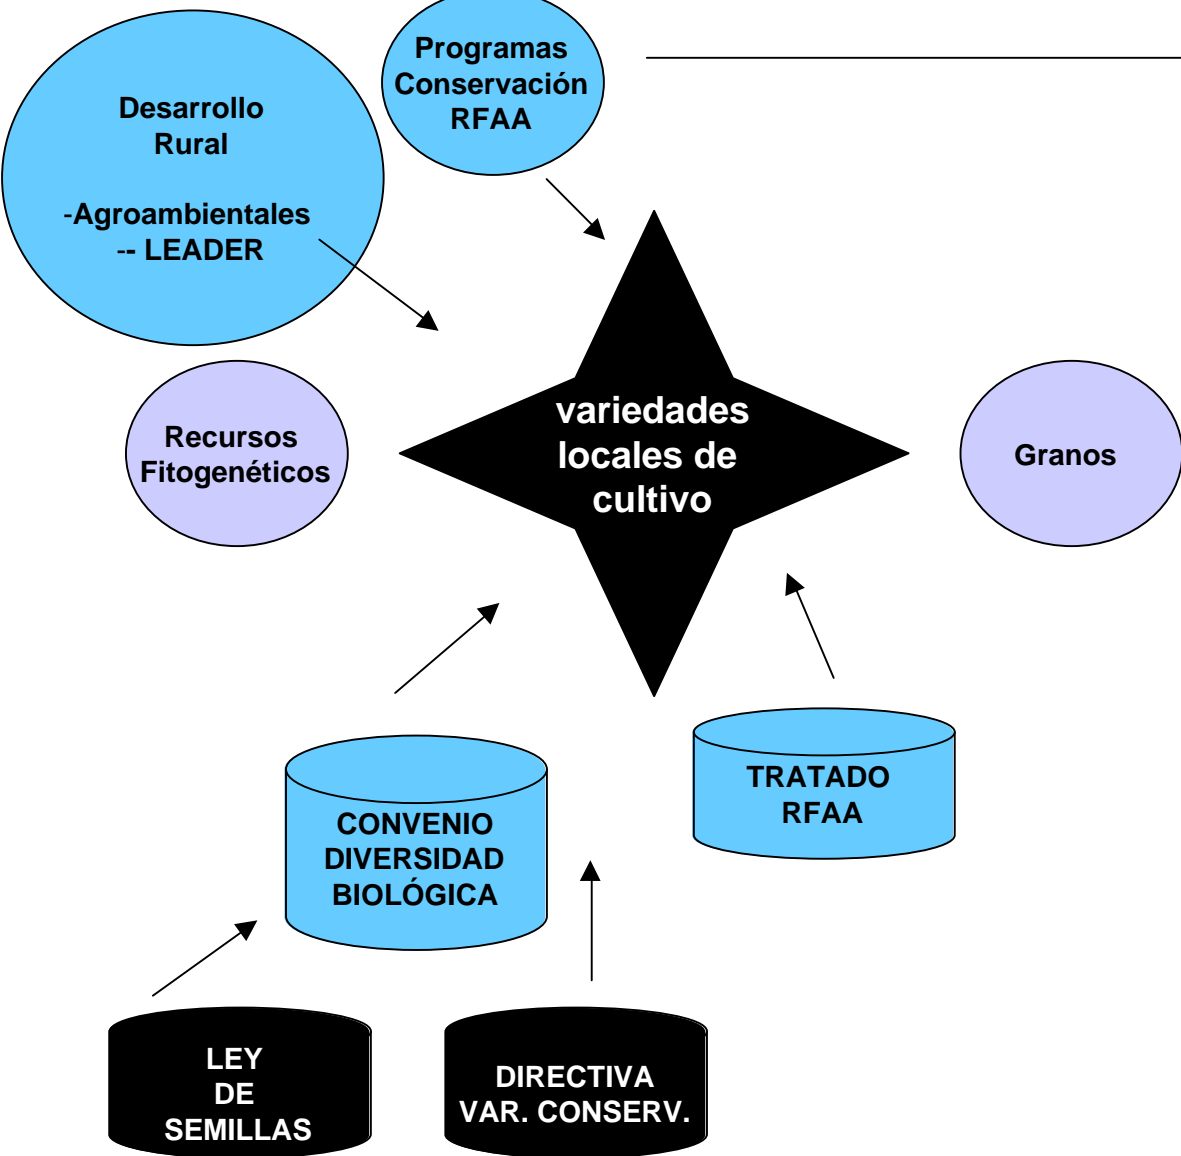 Programas
Conservación
RFAA
Desarrollo
Rural
-Agroambientales
-- LEADER
Recursos
Fitogenéticos
variedades
locales de
cultivo
Granos
TRATADO
RFAA
CONVENIO
DIVERSIDAD
BIOLÓGICA
LEY
DE
SEMILLAS
DIRECTIVA
VAR. CONSERV.